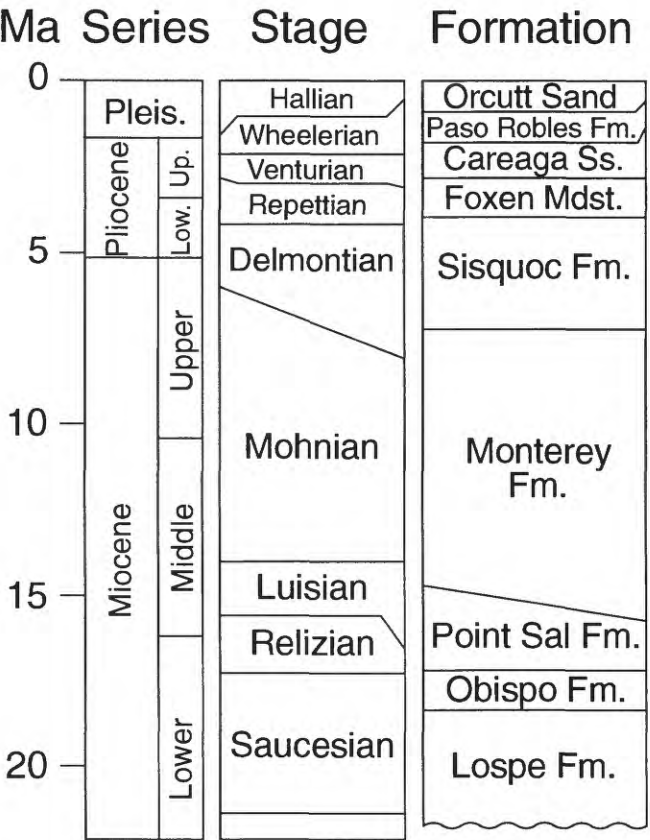 Ma Series Stage Formation
0
Pleis.
Hallian
Orcutt Sand
Wheelerian
Paso Robles Fm.
Pliocene
Up.
Venturian
Careaga Ss.
Low.
Repettian
Foxen Mdst.
5
Delmontian
Sisquoc Fm.
Miocene
Upper
10
Mohnian
Monterey
Fm.
Middle
15
Luisian
Relizian
Point Sal Fm.
Obispo Fm.
Lower
20
Saucesian
Lospe Fm.